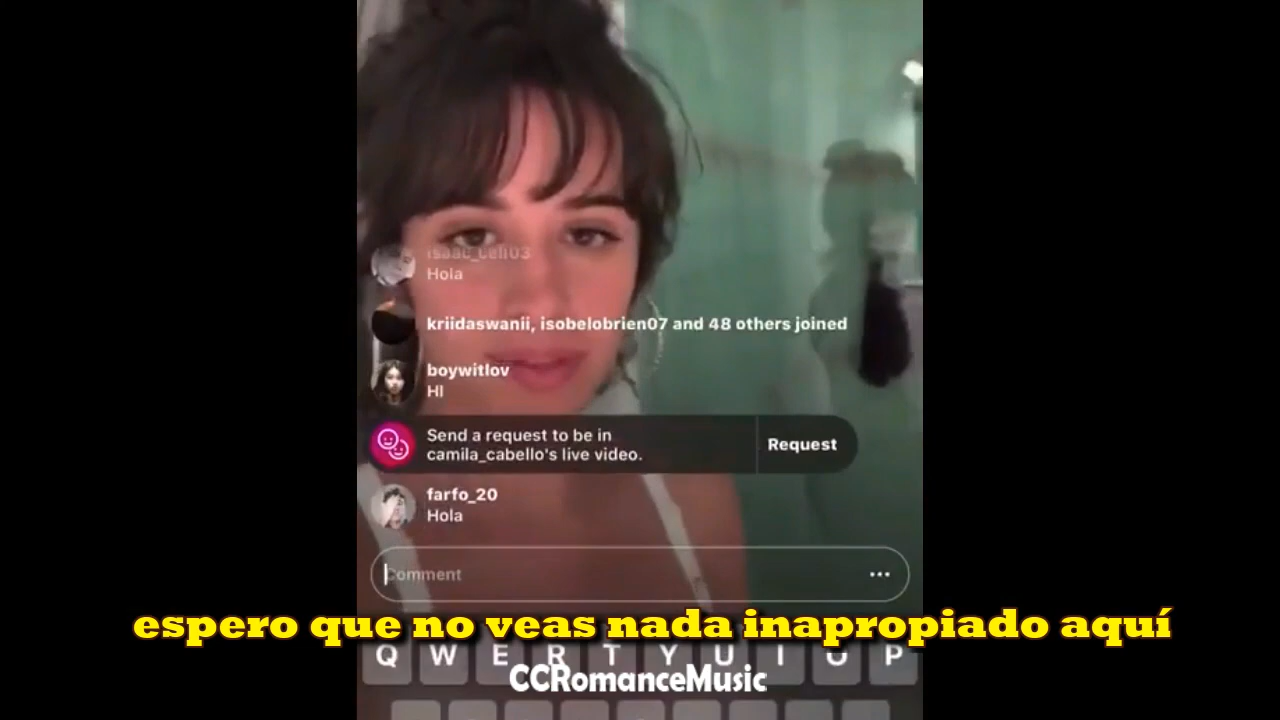 isaac_celi03
Hola
kriidaswanii, isobelobrien07 and 48 others joined
boywitlov
HI
Send a request to be in
camila_cabello's live video.
Request
farfo_20
Hola
Comment
espero que no veas nada inapropiado aquí
Q W E R T Y U I O P
CCRomanceMusic